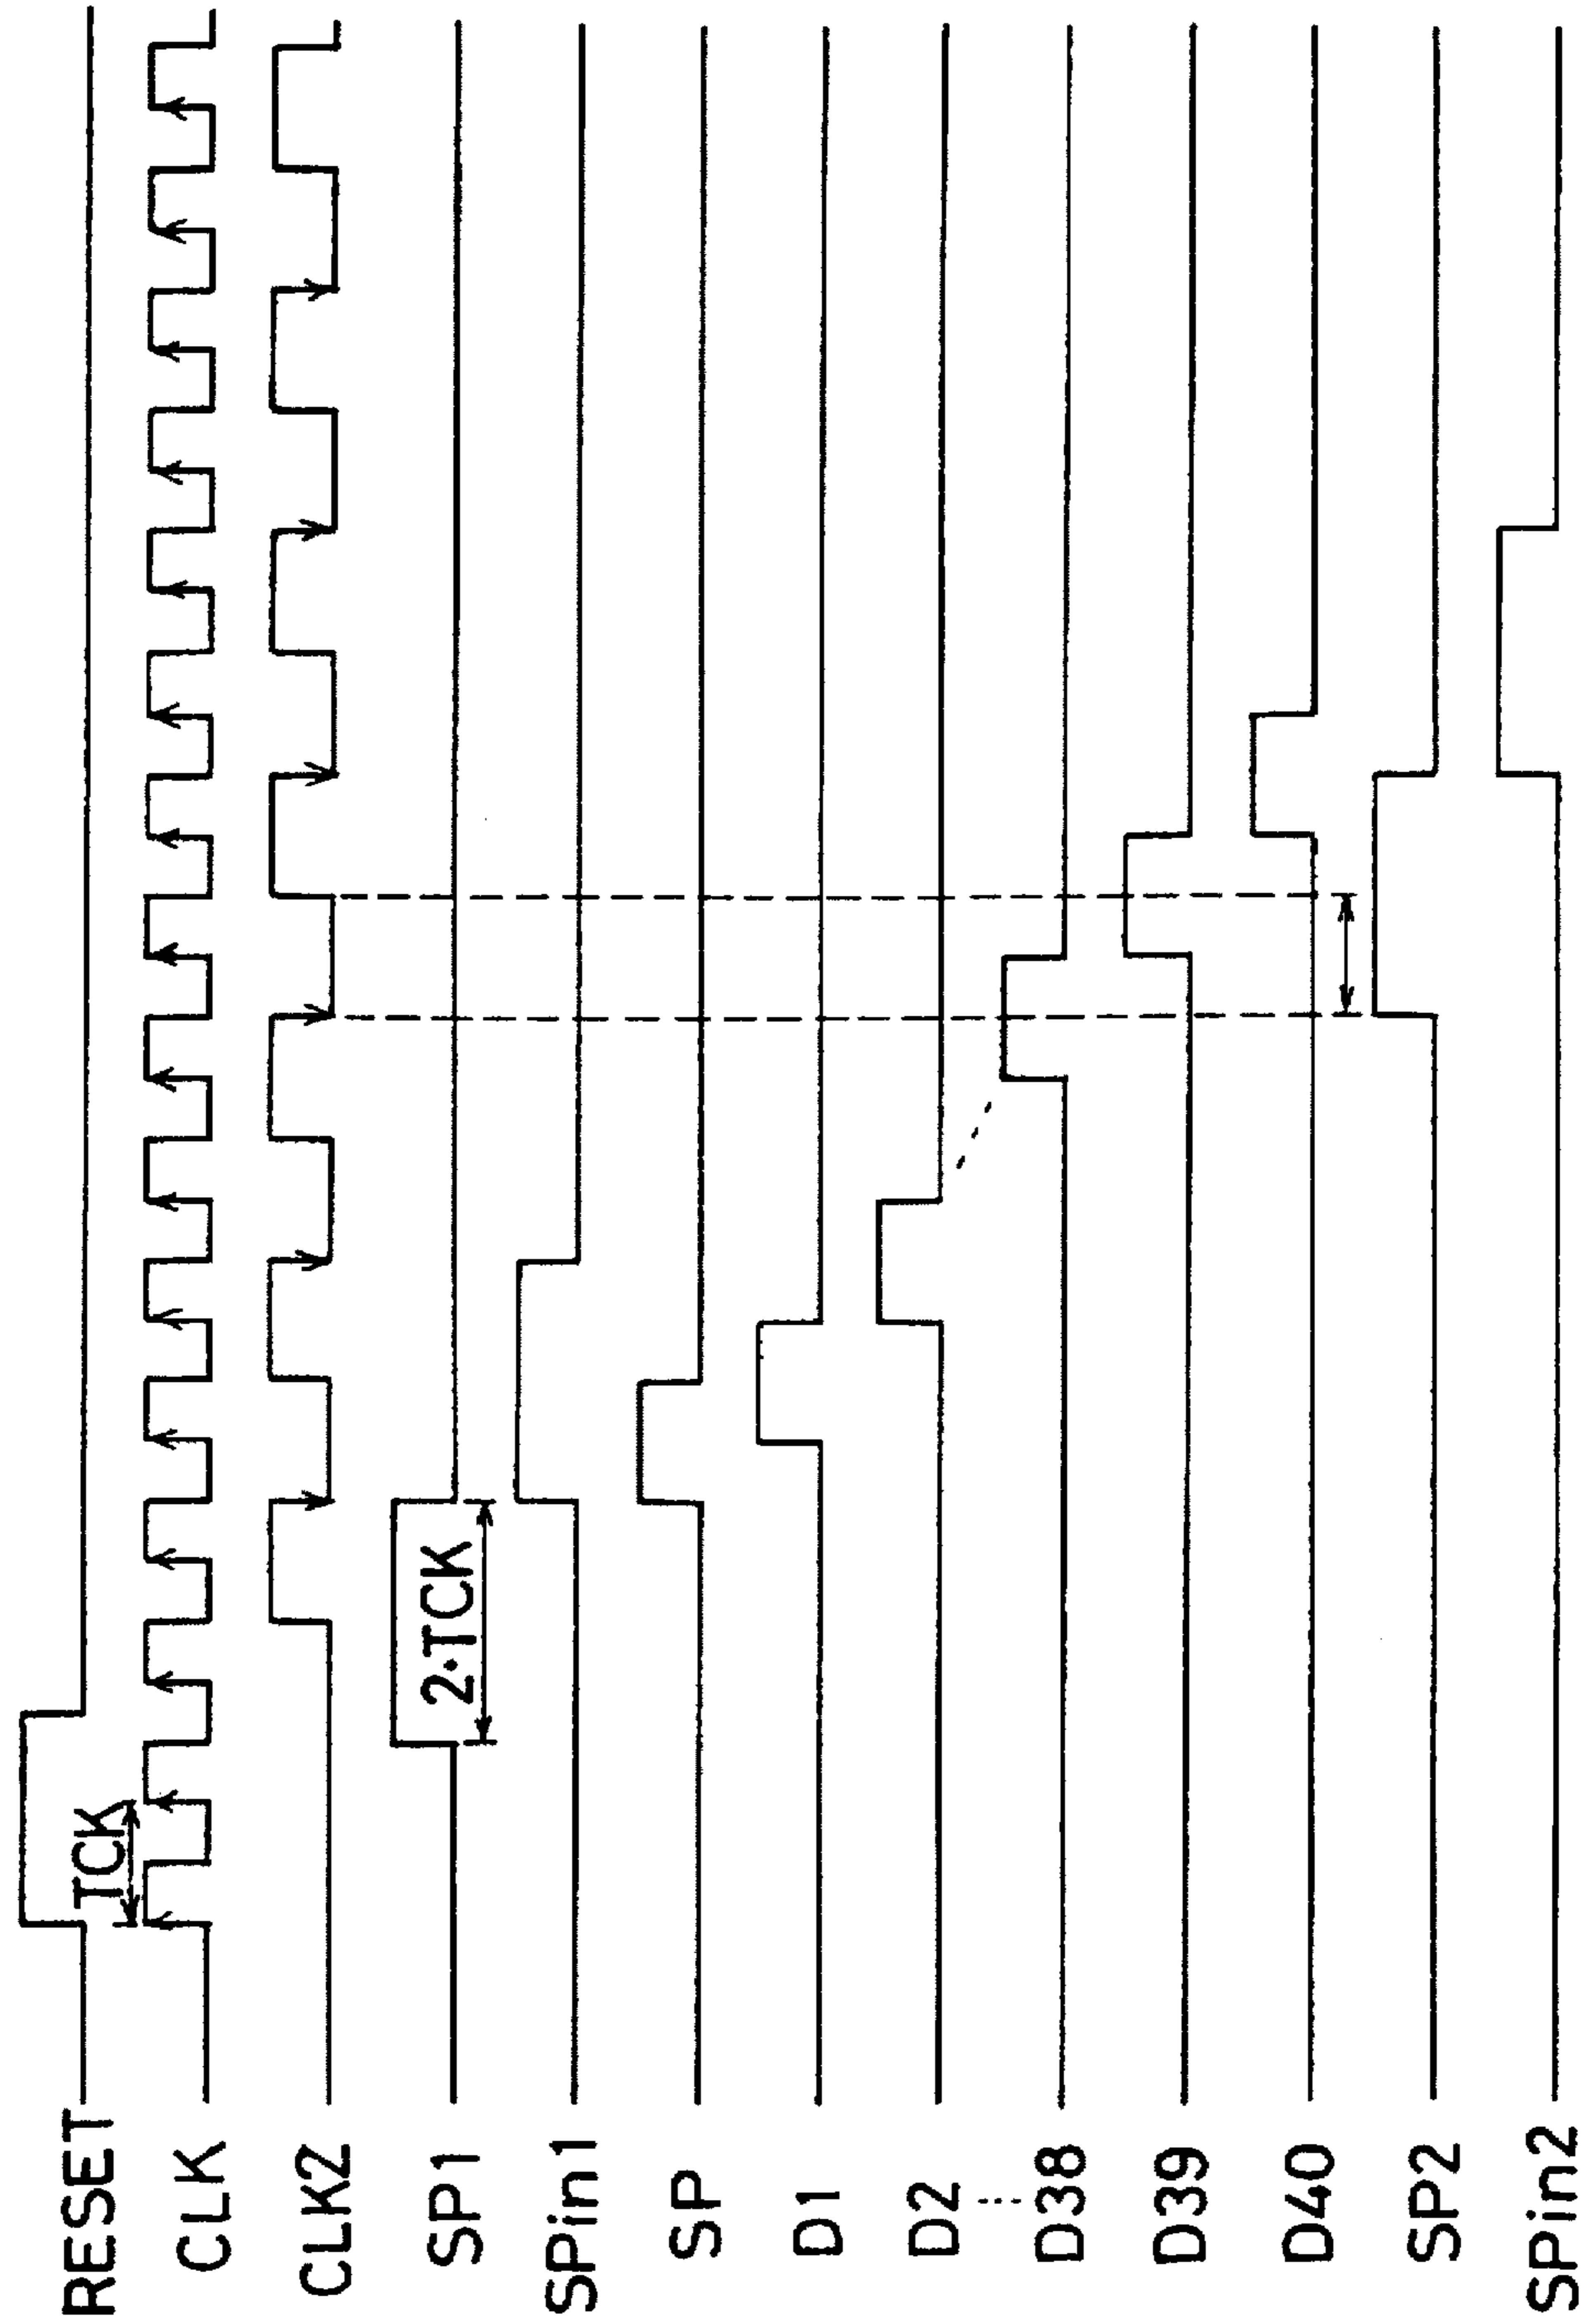 RESET
TCK
CLK
CLK2
SP1
2·TCK
SPin1
SP
D1
D2
D38
D39
D40
SP2
SPin2